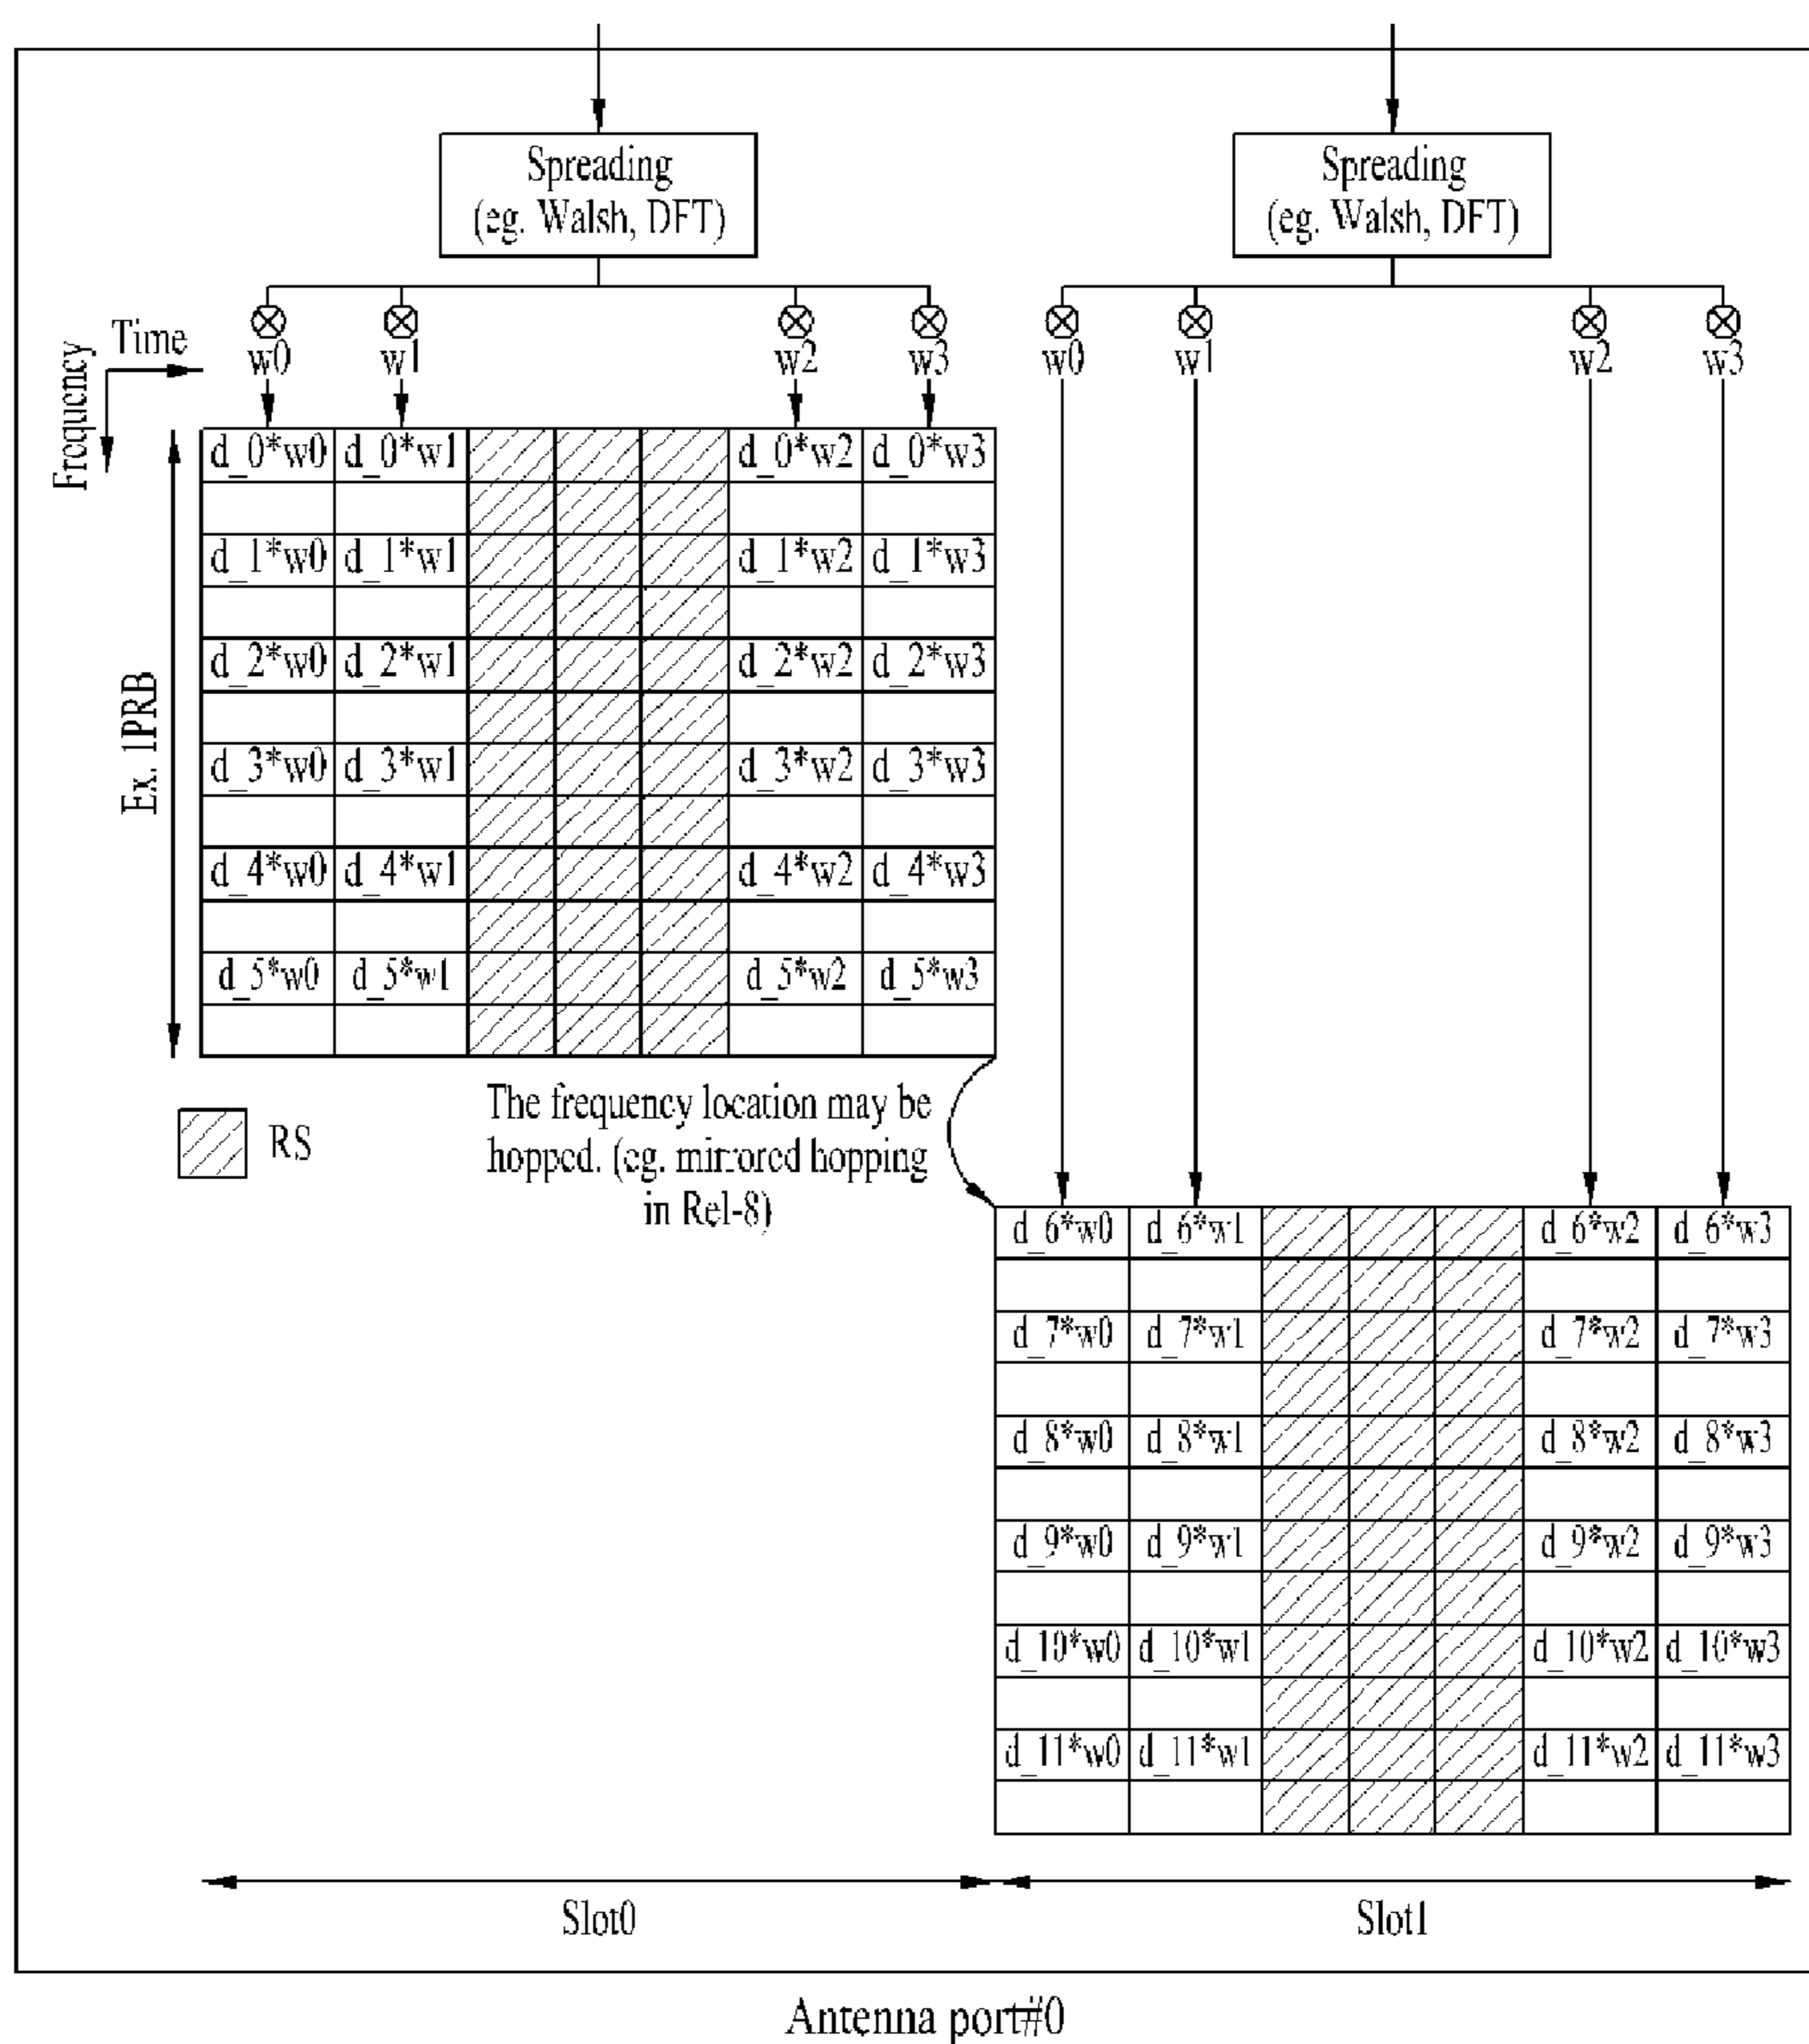 Spreading
(eg. Walsh, DFT)
Spreading
(eg. Walsh, DFT)
Time
Frequency
w0 w1 w2 w3 w0 w1 w2 w3
d_0*w0 d_0*w1 d_0*w2 d_0*w3
d_1*w0 d_1*w1 d_1*w2 d_1*w3
d_2*w0 d_2*w1 d_2*w2 d_2*w3
d_3*w0 d_3*w1 d_3*w2 d_3*w3
d_4*w0 d_4*w1 d_4*w2 d_4*w3
d_5*w0 d_5*w1 d_5*w2 d_5*w3
Ex. 1PRB
RS
The frequency location may be
hopped. (eg. mirrored hopping
in Rel-8)
d_6*w0 d_6*w1 d_6*w2 d_6*w3
d_7*w0 d_7*w1 d_7*w2 d_7*w3
d_8*w0 d_8*w1 d_8*w2 d_8*w3
d_9*w0 d_9*w1 d_9*w2 d_9*w3
d_10*w0 d_10*w1 d_10*w2 d_10*w3
d_11*w0 d_11*w1 d_11*w2 d_11*w3
Slot0 Slot1
Antenna port#0